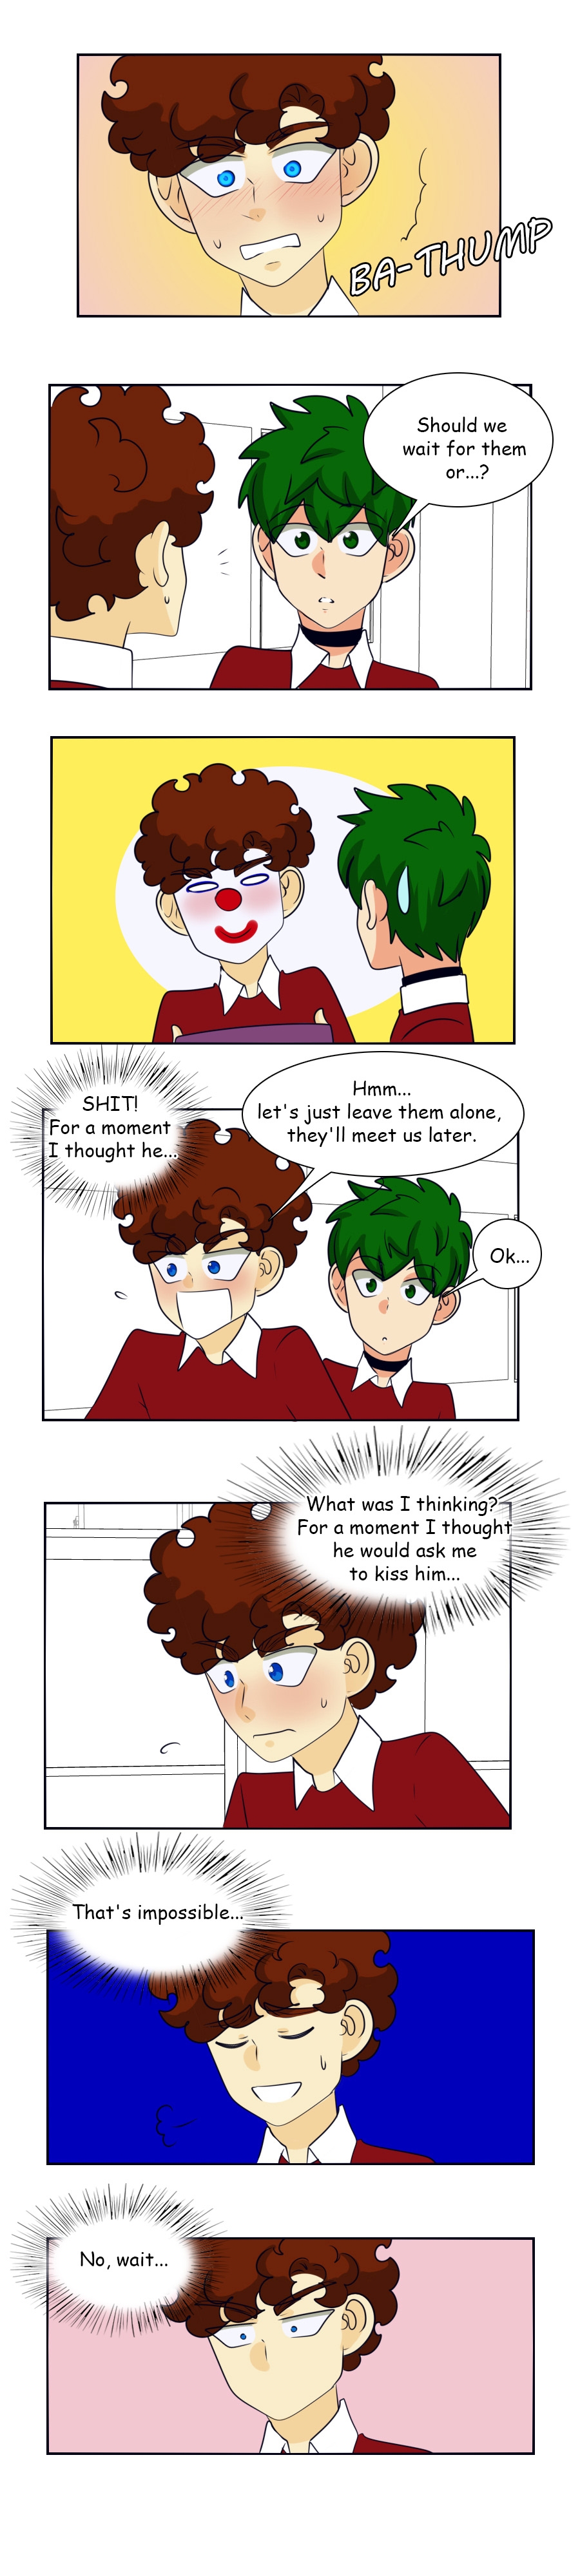 BA-THUMP
Should we
wait for them
or...?
SHIT!
For a moment
I thought he...
Hmm...
let's just leave them alone,
they'll meet us later.
Ok...
What was I thinking?
For a moment I thought
he would ask me
to kiss him...
That's impossible...
No, wait...